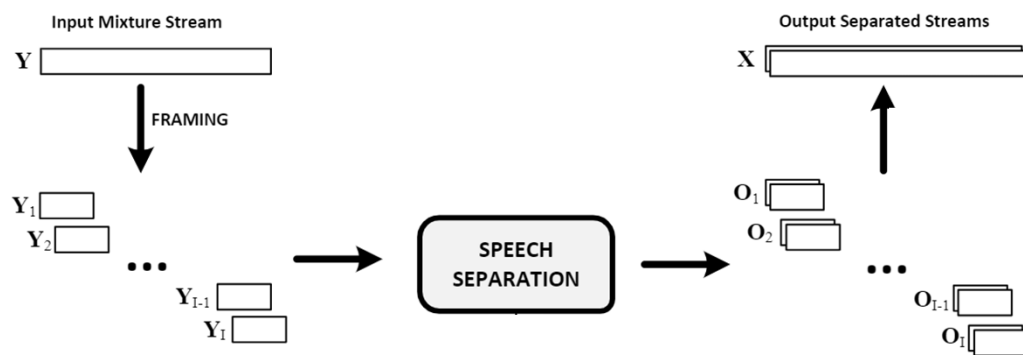 Input Mixture Stream
Y
FRAMING
Y1
Y2
...
YI-1
YI
SPEECH
SEPARATION
Output Separated Streams
X
O1
O2
...
OI-1
OI